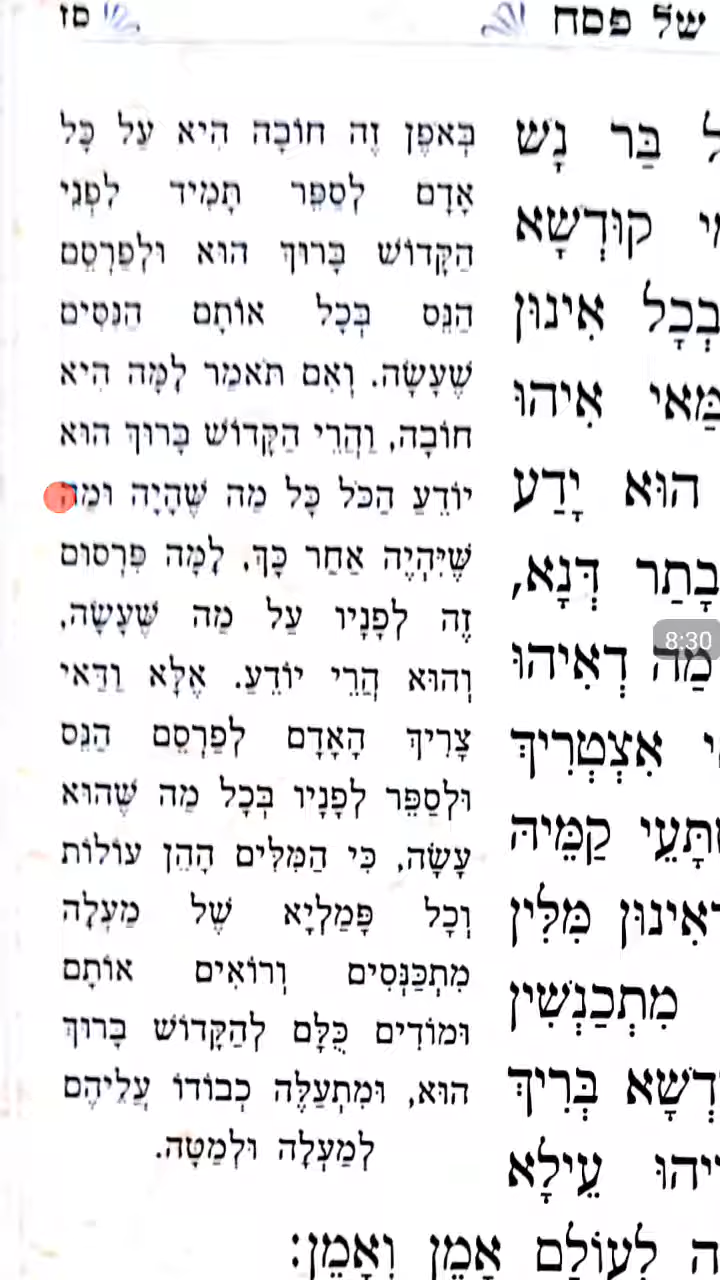 של פסח
סז
בְּאֹפֶן זֶה חוֹבָה הִיא עַל כָּל
אָדָם לְסַפֵּר תָּמִיד לִפְנֵי
הַקָּדוֹשׁ בָּרוּךְ הוּא וּלְפַרְסֵם
הַנֵּס בְּכָל אוֹתָם הַנִּסִּים
שֶׁעָשָׂה. וְאִם תֹּאמַר לָמָּה הִיא
חוֹבָה, וַהֲרֵי הַקָּדוֹשׁ בָּרוּךְ הוּא
יוֹדֵעַ הַכֹּל כָּל מַה שֶּׁהָיָה וּמַה
שֶּׁיִּהְיֶה אַחַר כָּךְ, לָמָּה פִּרְסוּם
זֶה לְפָנָיו עַל מַה שֶּׁעָשָׂה,
וְהוּא הֲרֵי יוֹדֵעַ. אֶלָּא וַדַּאי
צָרִיךְ הָאָדָם לְפַרְסֵם הַנֵּס
וּלְסַפֵּר לְפָנָיו בְּכָל מַה שֶּׁהוּא
עָשָׂה, כִּי הַמִּלִּים הָהֵן עוֹלוֹת
וְכָל פָּמַלְיָא שֶׁל מַעְלָה
מִתְכַּנְּסִים וְרוֹאִים אוֹתָם
וּמוֹדִים כֻּלָּם לְהַקָּדוֹשׁ בָּרוּךְ
הוּא, וּמִתְעַלֶּה כְבוֹדוֹ עֲלֵיהֶם
לְמַעְלָה וּלְמַטָּה.
בַּר נָשׁ
קוּדְשָׁא
בְּכָל אִינוּן
מַּאי אִיהוּ
הוּא יָדַע
בָתַר דְּנָא,
מַה דְאִיהוּ
אִצְטְרִיךְ
קַמֵּיהּ
אִינוּן מִלִּין
מִתְכַנְּשִׁין
דְשָׁא בְּרִיךְ
עֵילָא
לְעוֹלָם אָמֵן וְאָמֵן:
8:30